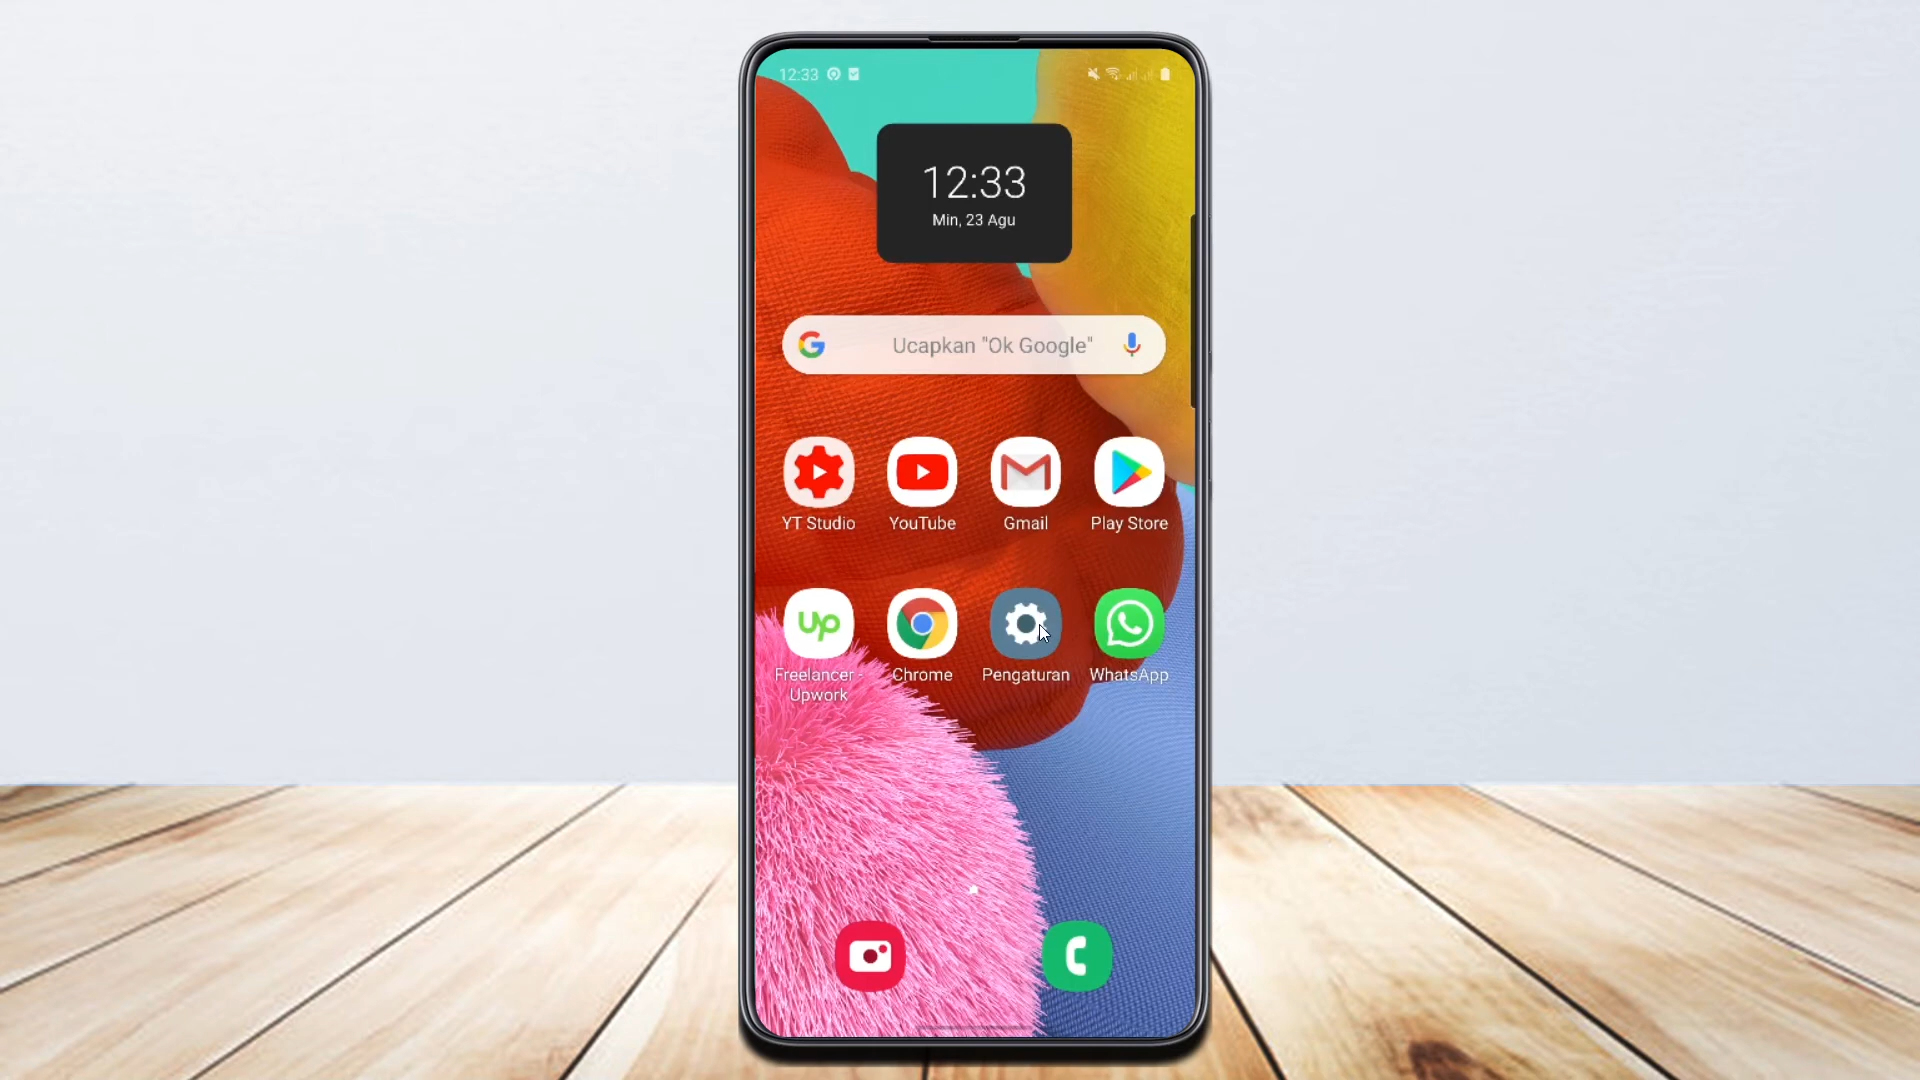 12:33
12:33
Min, 23 Agu
Ucapkan "Ok Google"
YT Studio
YouTube
Gmail
Play Store
up
Freelancer -
Upwork
Chrome
Pengaturan
WhatsApp